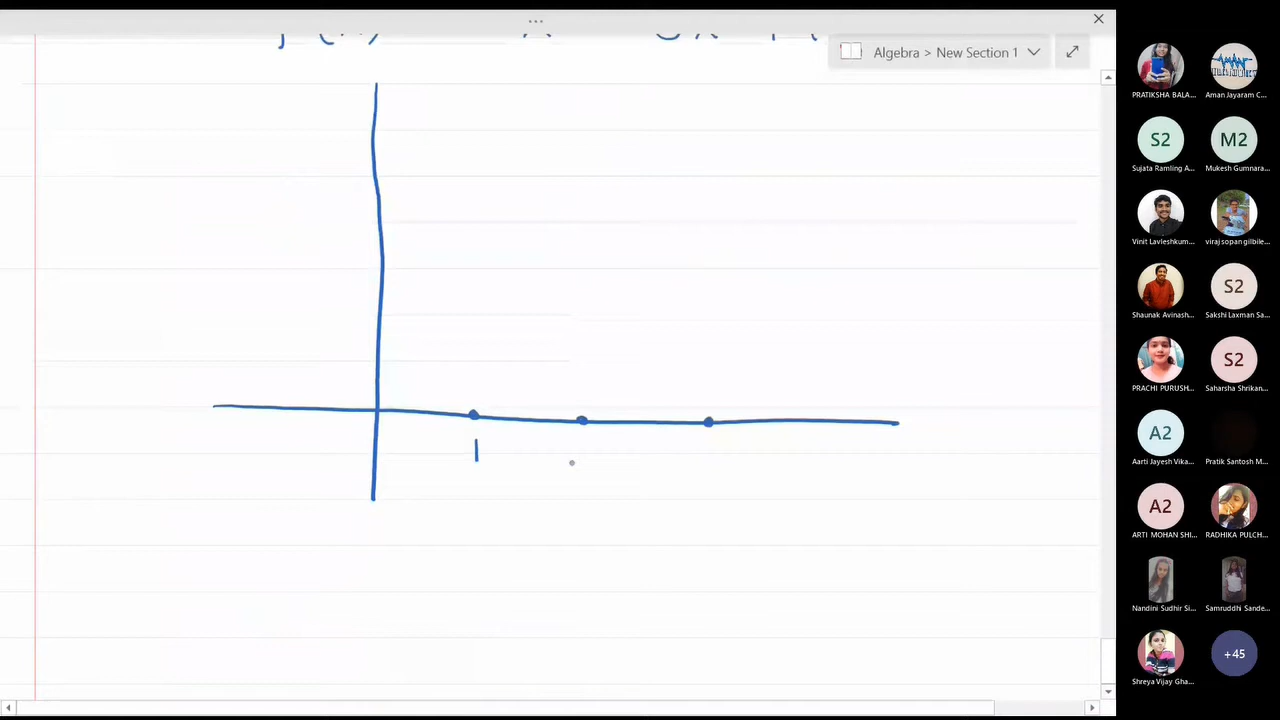 Algebra > New Section 1
1
PRATIKSHA BALA...
Aman Jayaram C...
S2
M2
Sujata Ramling A...
Mukesh Gumnara...
Vinit Lavleshkum...
viraj sopan gilbile...
S2
Shaunak Avinash...
Sakshi Laxman Sa...
S2
PRACHI PURUSH...
Saharsha Shrikan...
A2
Aarti Jayesh Vika...
Pratik Santosh M...
A2
ARTI MOHAN SHI...
RADHIKA PULCH...
Nandini Sudhir Si...
Samruddhi Sande...
+45
Shreya Vijay Gha...